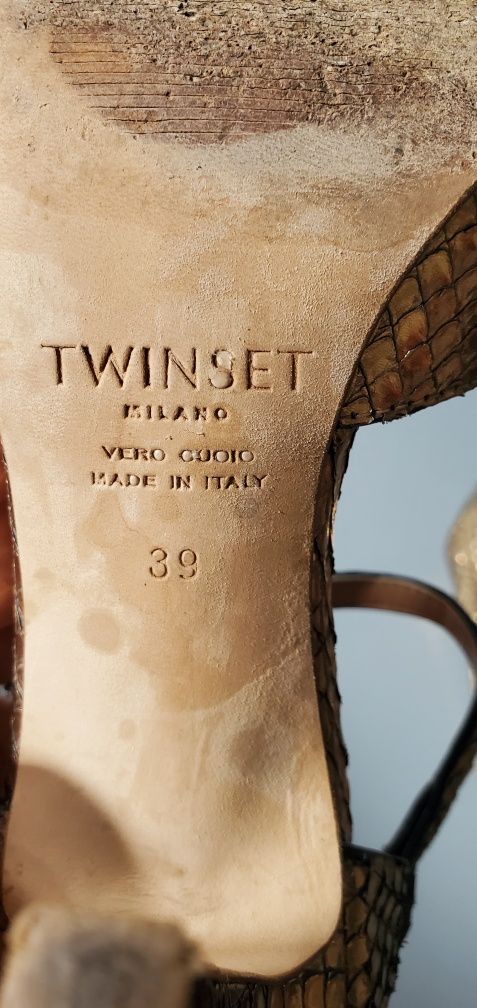 TWINSET
MILANO
VERO CUOIO
MADE IN ITALY
39